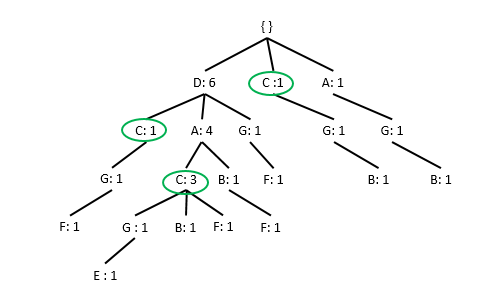 { }
D: 6 C :1 A: 1
C: 1 A: 4 G: 1 G: 1 G: 1
G: 1 C: 3 B: 1 F: 1 B: 1 B: 1
F: 1 G : 1 B: 1 F: 1 F: 1
E : 1